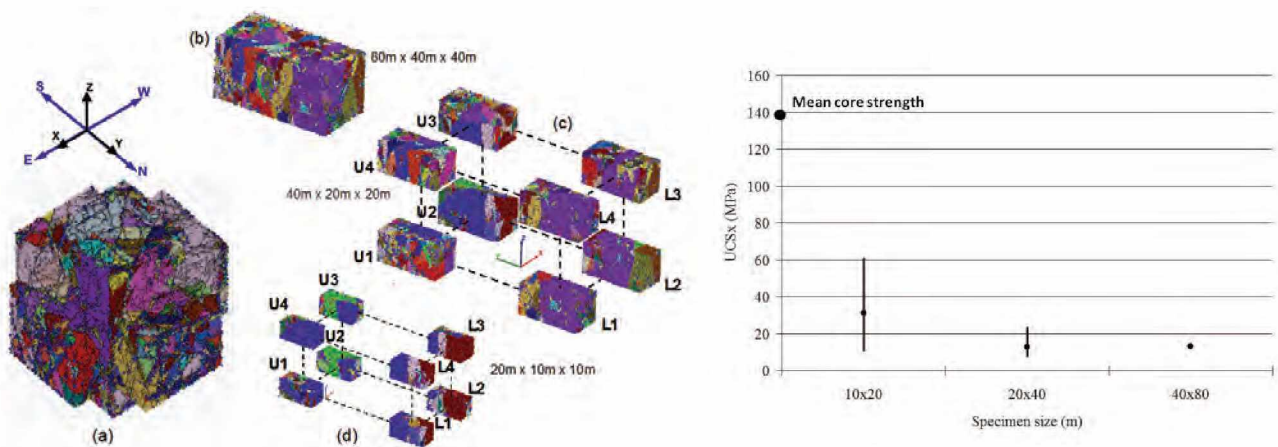 (b)
80m x 40m x 40m
S
Z
W
X
Y
E
N
(a)
U3
(c)
U4
L3
40m x 20m x 20m
U2
L4
U1
L2
L1
U3
U4
L3
U2
20m x 10m x 10m
U1
L4
L2
L1
(d)
160
140
120
100
80
60
40
20
0
Mean core strength
UCSx (MPa)
10x20
20x40
40x80
Specimen size (m)